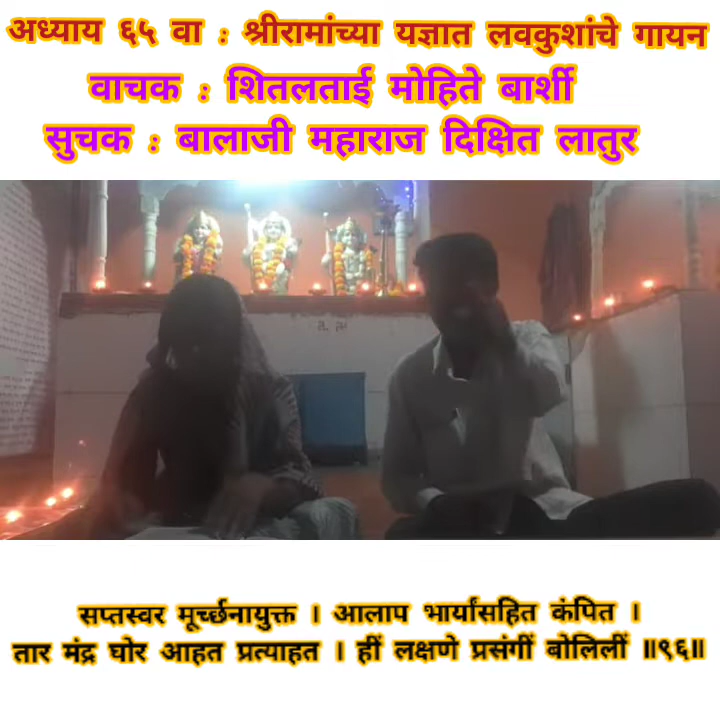 अध्याय ६५ वा : श्रीरामांच्या यज्ञात लवकुशांचे गायन
वाचक : शितलताई मोहिते बार्शी
सुचक : बालाजी महाराज दिक्षित लातुर
सप्तस्वर मूर्च्छनायुक्त । आलाप भार्यांसहित कंपित ।
तार मंद्र घोर आहत प्रत्याहत । हीं लक्षणे प्रसंगीं बोलिलीं ॥९६॥